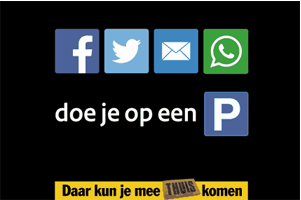 f
doe je op een P
Daar kun je mee THUIS komen